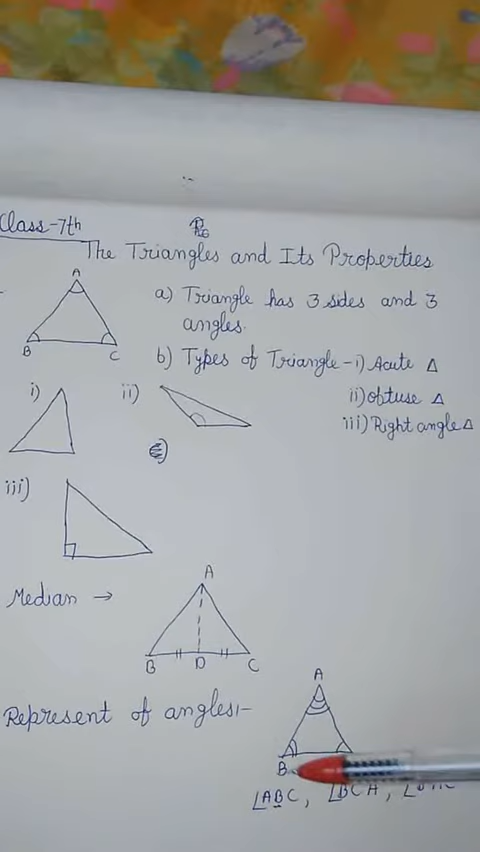 Class-7th
The Triangles and Its Properties
A
B C
a) Triangle has 3 sides and 3
angles.
b) Types of Triangle - i) Acute Δ
ii) obtuse Δ
iii) Right angle Δ
i) ii)
iii)
Median →
A
B D C
Represent of angles:-
A
B
∠ABC, ∠BCA,